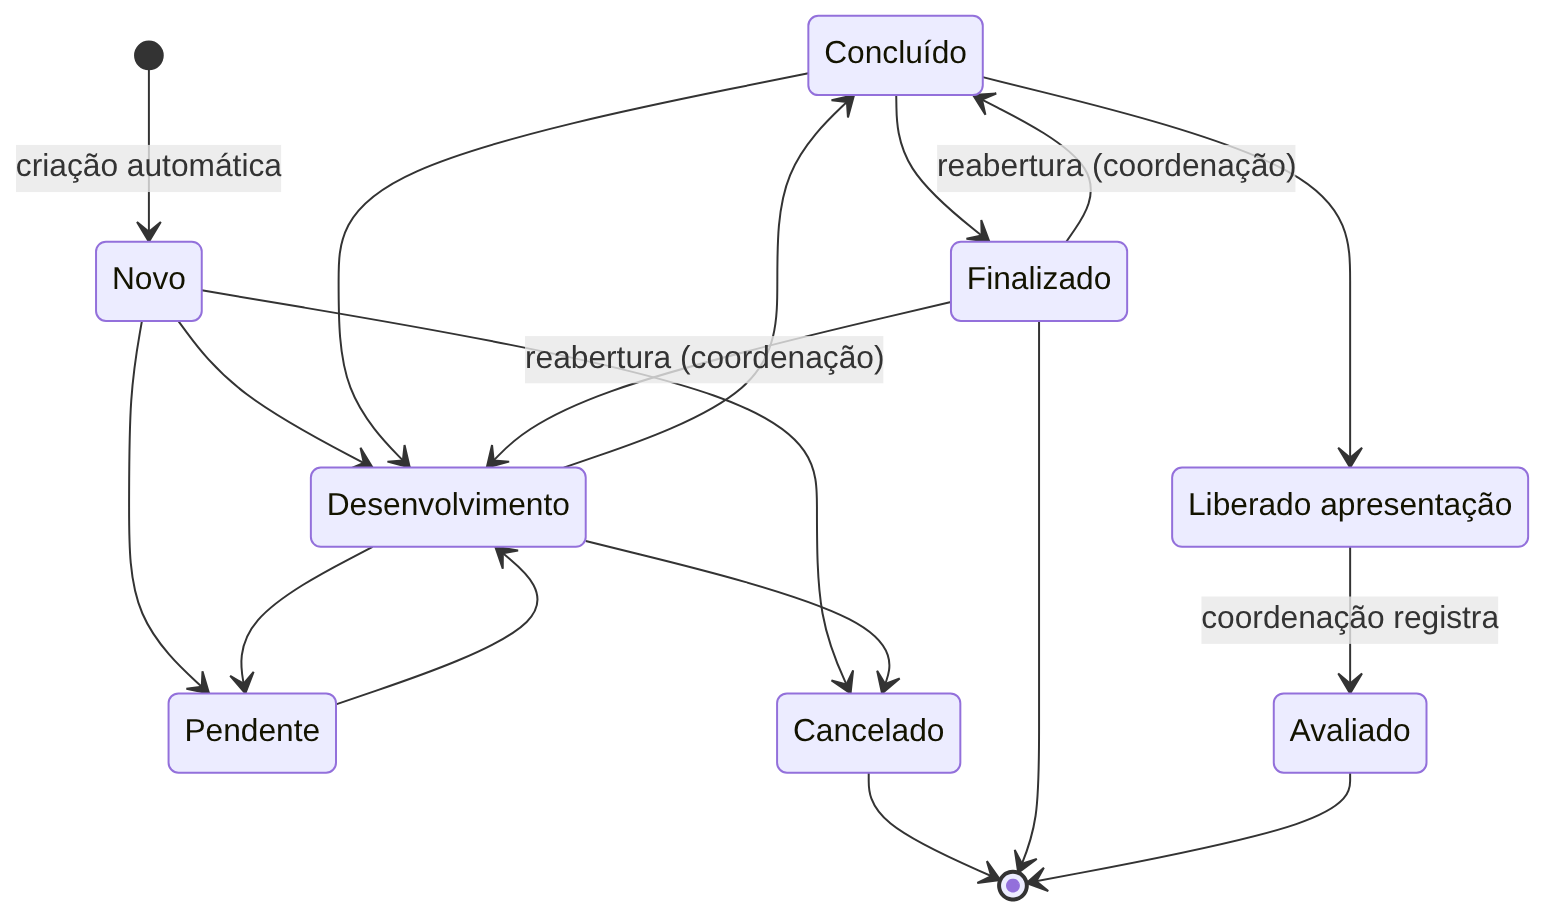 Concluído
criação automática
reabertura (coordenação)
Novo
Finalizado
reabertura (coordenação)
Desenvolvimento
Liberado apresentação
coordenação registra
Pendente
Cancelado
Avaliado